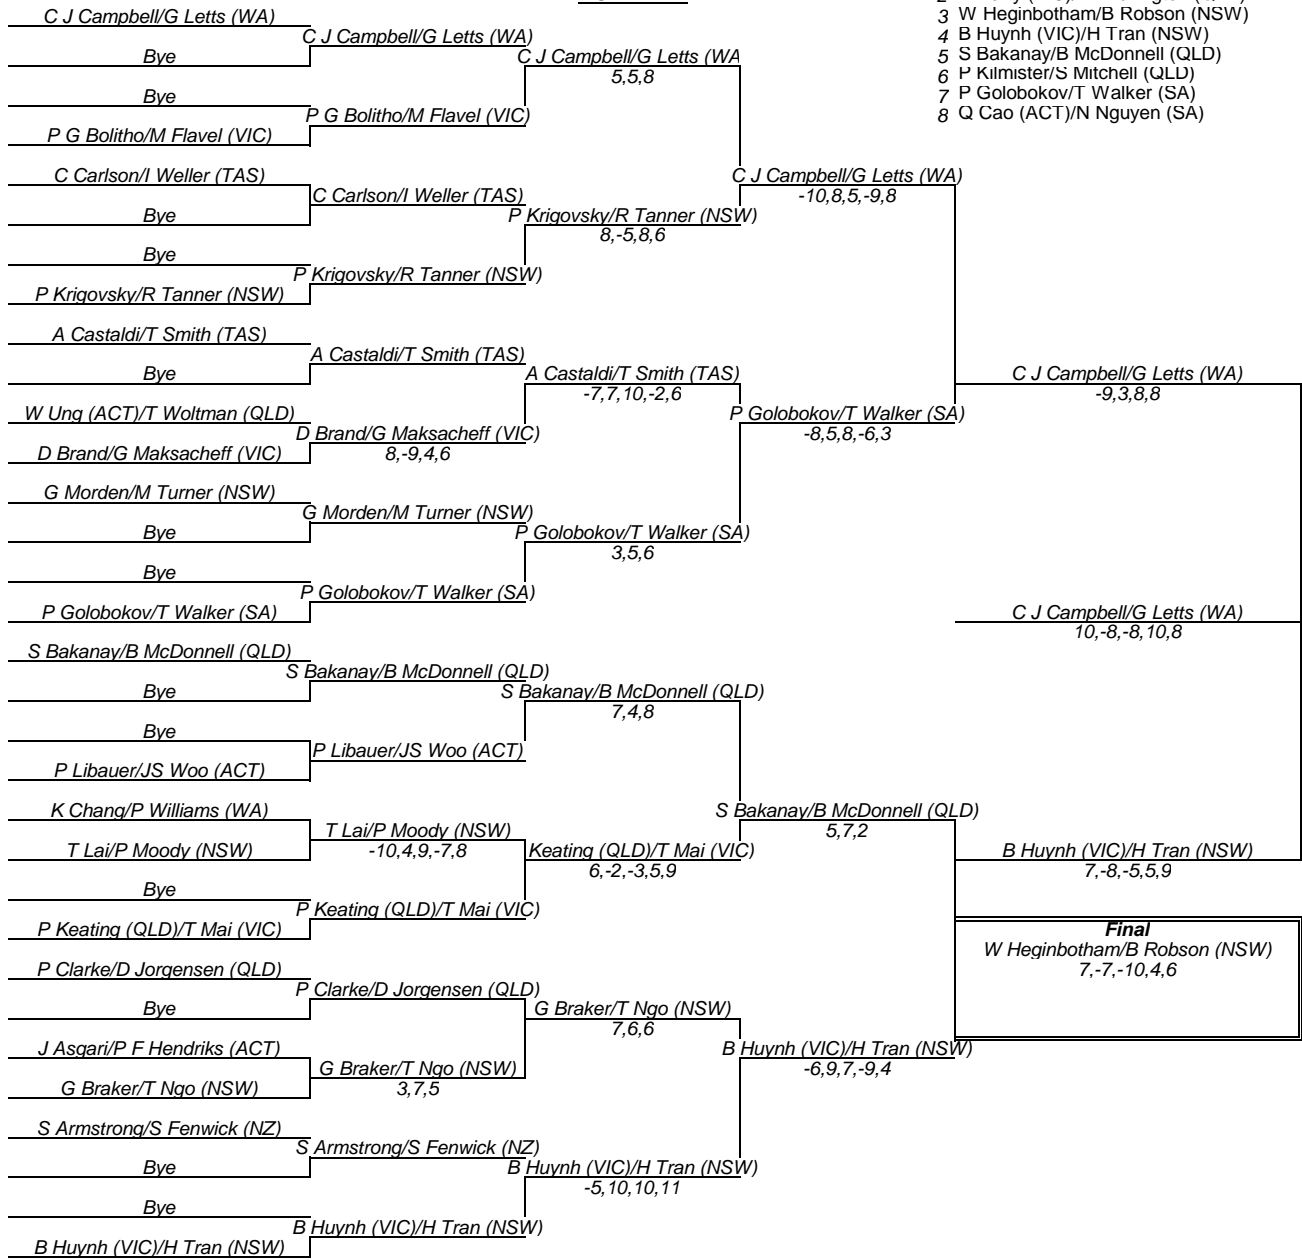 C J Campbell/G Letts (WA)
Bye
Bye
P G Bolitho/M Flavel (VIC)
C Carlson/I Weller (TAS)
Bye
Bye
P Krigovsky/R Tanner (NSW)
A Castaldi/T Smith (TAS)
Bye
W Ung (ACT)/T Woltman (QLD)
D Brand/G Maksacheff (VIC)
G Morden/M Turner (NSW)
Bye
Bye
P Golobokov/T Walker (SA)
S Bakanay/B McDonnell (QLD)
Bye
Bye
P Libauer/JS Woo (ACT)
K Chang/P Williams (WA)
T Lai/P Moody (NSW)
Bye
P Keating (QLD)/T Mai (VIC)
P Clarke/D Jorgensen (QLD)
Bye
J Asgari/P F Hendriks (ACT)
G Braker/T Ngo (NSW)
S Armstrong/S Fenwick (NZ)
Bye
Bye
B Huynh (VIC)/H Tran (NSW)
C J Campbell/G Letts (WA)
P G Bolitho/M Flavel (VIC)
C Carlson/I Weller (TAS)
P Krigovsky/R Tanner (NSW)
A Castaldi/T Smith (TAS)
D Brand/G Maksacheff (VIC)
8,-9,4,6
G Morden/M Turner (NSW)
P Golobokov/T Walker (SA)
S Bakanay/B McDonnell (QLD)
P Libauer/JS Woo (ACT)
T Lai/P Moody (NSW)
-10,4,9,-7,8
P Keating (QLD)/T Mai (VIC)
P Clarke/D Jorgensen (QLD)
G Braker/T Ngo (NSW)
3,7,5
S Armstrong/S Fenwick (NZ)
B Huynh (VIC)/H Tran (NSW)
C J Campbell/G Letts (WA
5,5,8
P Krigovsky/R Tanner (NSW)
8,-5,8,6
A Castaldi/T Smith (TAS)
-7,7,10,-2,6
P Golobokov/T Walker (SA)
3,5,6
S Bakanay/B McDonnell (QLD)
7,4,8
Keating (QLD)/T Mai (VIC)
6,-2,-3,5,9
G Braker/T Ngo (NSW)
7,6,6
B Huynh (VIC)/H Tran (NSW)
-5,10,10,11
C J Campbell/G Letts (WA)
-10,8,5,-9,8
P Golobokov/T Walker (SA)
-8,5,8,-6,3
S Bakanay/B McDonnell (QLD)
5,7,2
B Huynh (VIC)/H Tran (NSW)
-6,9,7,-9,4
3 W Heginbotham/B Robson (NSW)
4 B Huynh (VIC)/H Tran (NSW)
5 S Bakanay/B McDonnell (QLD)
6 P Kilmister/S Mitchell (QLD)
7 P Golobokov/T Walker (SA)
8 Q Cao (ACT)/N Nguyen (SA)
C J Campbell/G Letts (WA)
-9,3,8,8
C J Campbell/G Letts (WA)
10,-8,-8,10,8
B Huynh (VIC)/H Tran (NSW)
7,-8,-5,5,9
Final
W Heginbotham/B Robson (NSW)
7,-7,-10,4,6